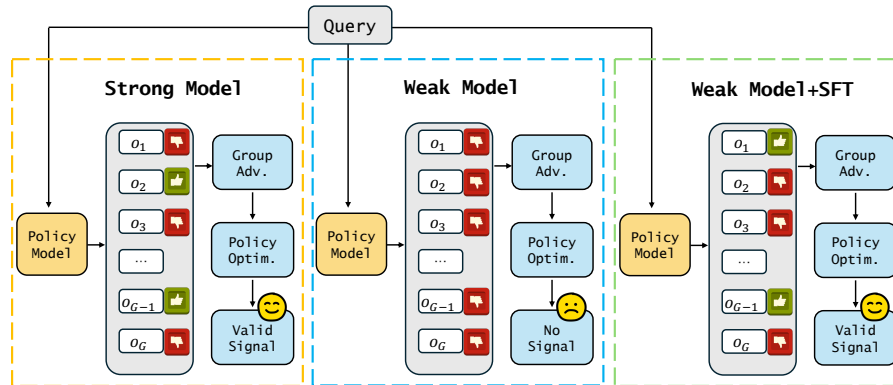 Query
Strong Model
Policy
Model
o1
o2
o3
...
oG−1
oG
Group
Adv.
Policy
Optim.
Valid
Signal
Weak Model
Policy
Model
o1
o2
o3
...
oG−1
oG
Group
Adv.
Policy
Optim.
No
Signal
Weak Model+SFT
Policy
Model
o1
o2
o3
...
oG−1
oG
Group
Adv.
Policy
Optim.
Valid
Signal